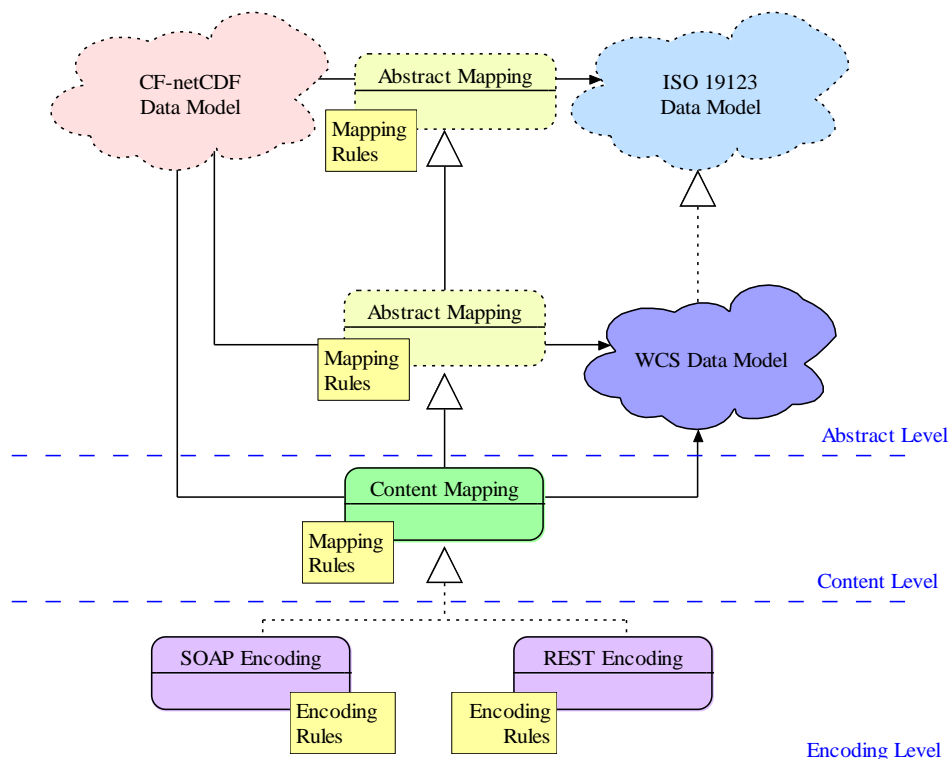 CF-netCDF
Data Model
Abstract Mapping
ISO 19123
Data Model
Mapping
Rules
Abstract Mapping
Mapping
Rules
WCS Data Model
Abstract Level
Content Mapping
Mapping
Rules
Content Level
SOAP Encoding
REST Encoding
Encoding
Rules
Encoding
Rules
Encoding Level